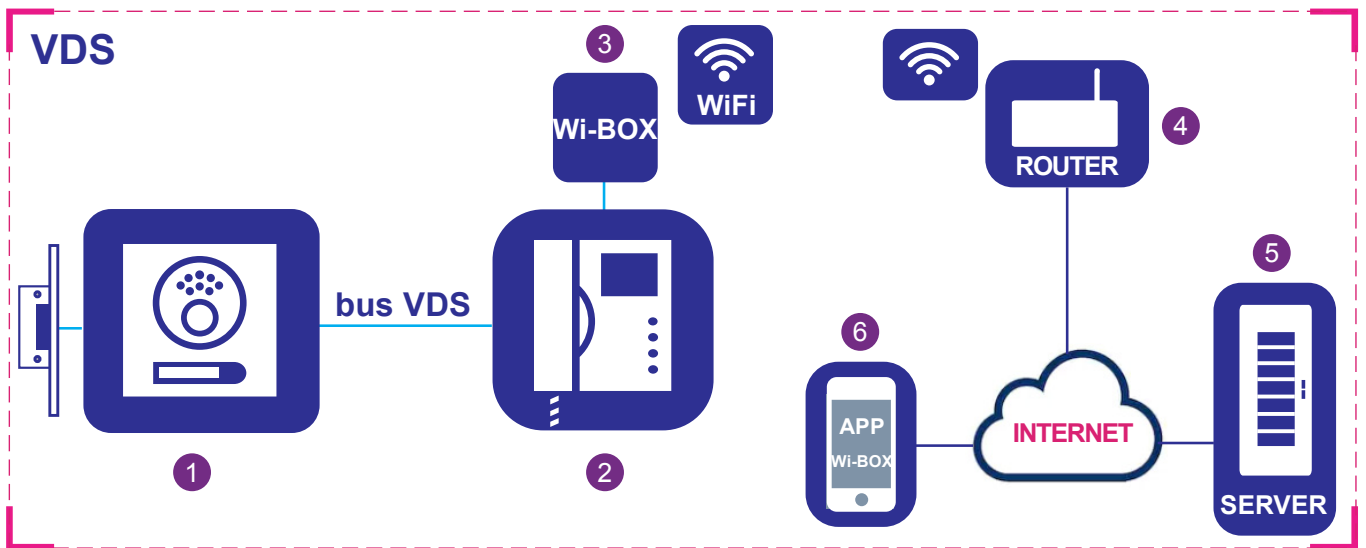 VDS
3
WiFi
Wi-BOX
4
ROUTER
bus VDS
5
6
APP
Wi-BOX
INTERNET
SERVER
1
2